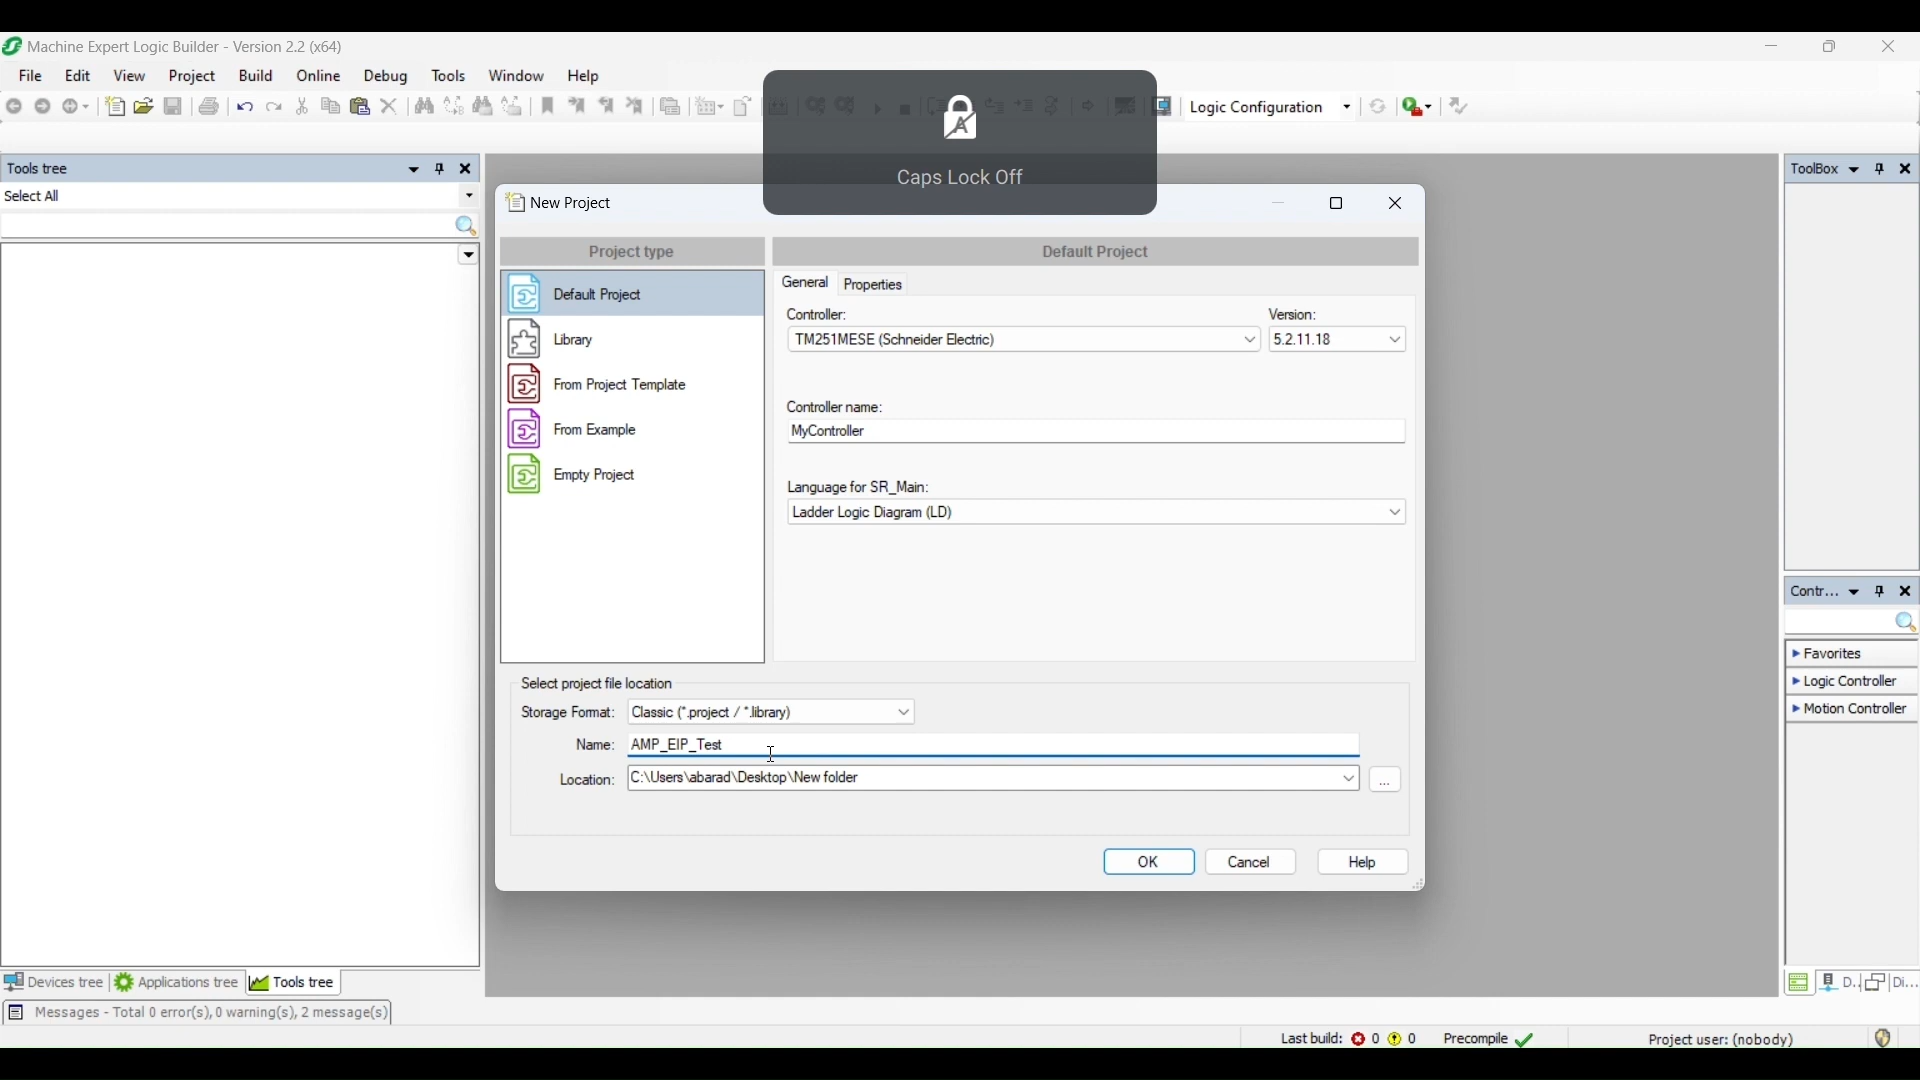 Machine Expert Logic Builder - Version 2.2 (x64)
File Edit View Project Build Online Debug Tools Window Help
Logic Configuration
A
Caps Lock Off
Tools tree
Select All
ToolBox
New Project
Project type
Default Project
Default Project
Library
From Project Template
From Example
Empty Project
General Properties
Controller: Version:
TM251MESE (Schneider Electric) 5.2.11.18
Controller name:
MyController
Language for SR_Main:
Ladder Logic Diagram (LD)
Select project file location
Storage Format: Classic (*.project / *.library)
Name: AMP_EIP_Test
Location: C:\Users\abarad\Desktop\New folder ...
OK Cancel Help
Contr...
Favorites
Logic Controller
Motion Controller
Devices tree Applications tree Tools tree
D... Di...
Messages - Total 0 error(s), 0 warning(s), 2 message(s)
Last build: 0 0 Precompile Project user: (nobody)